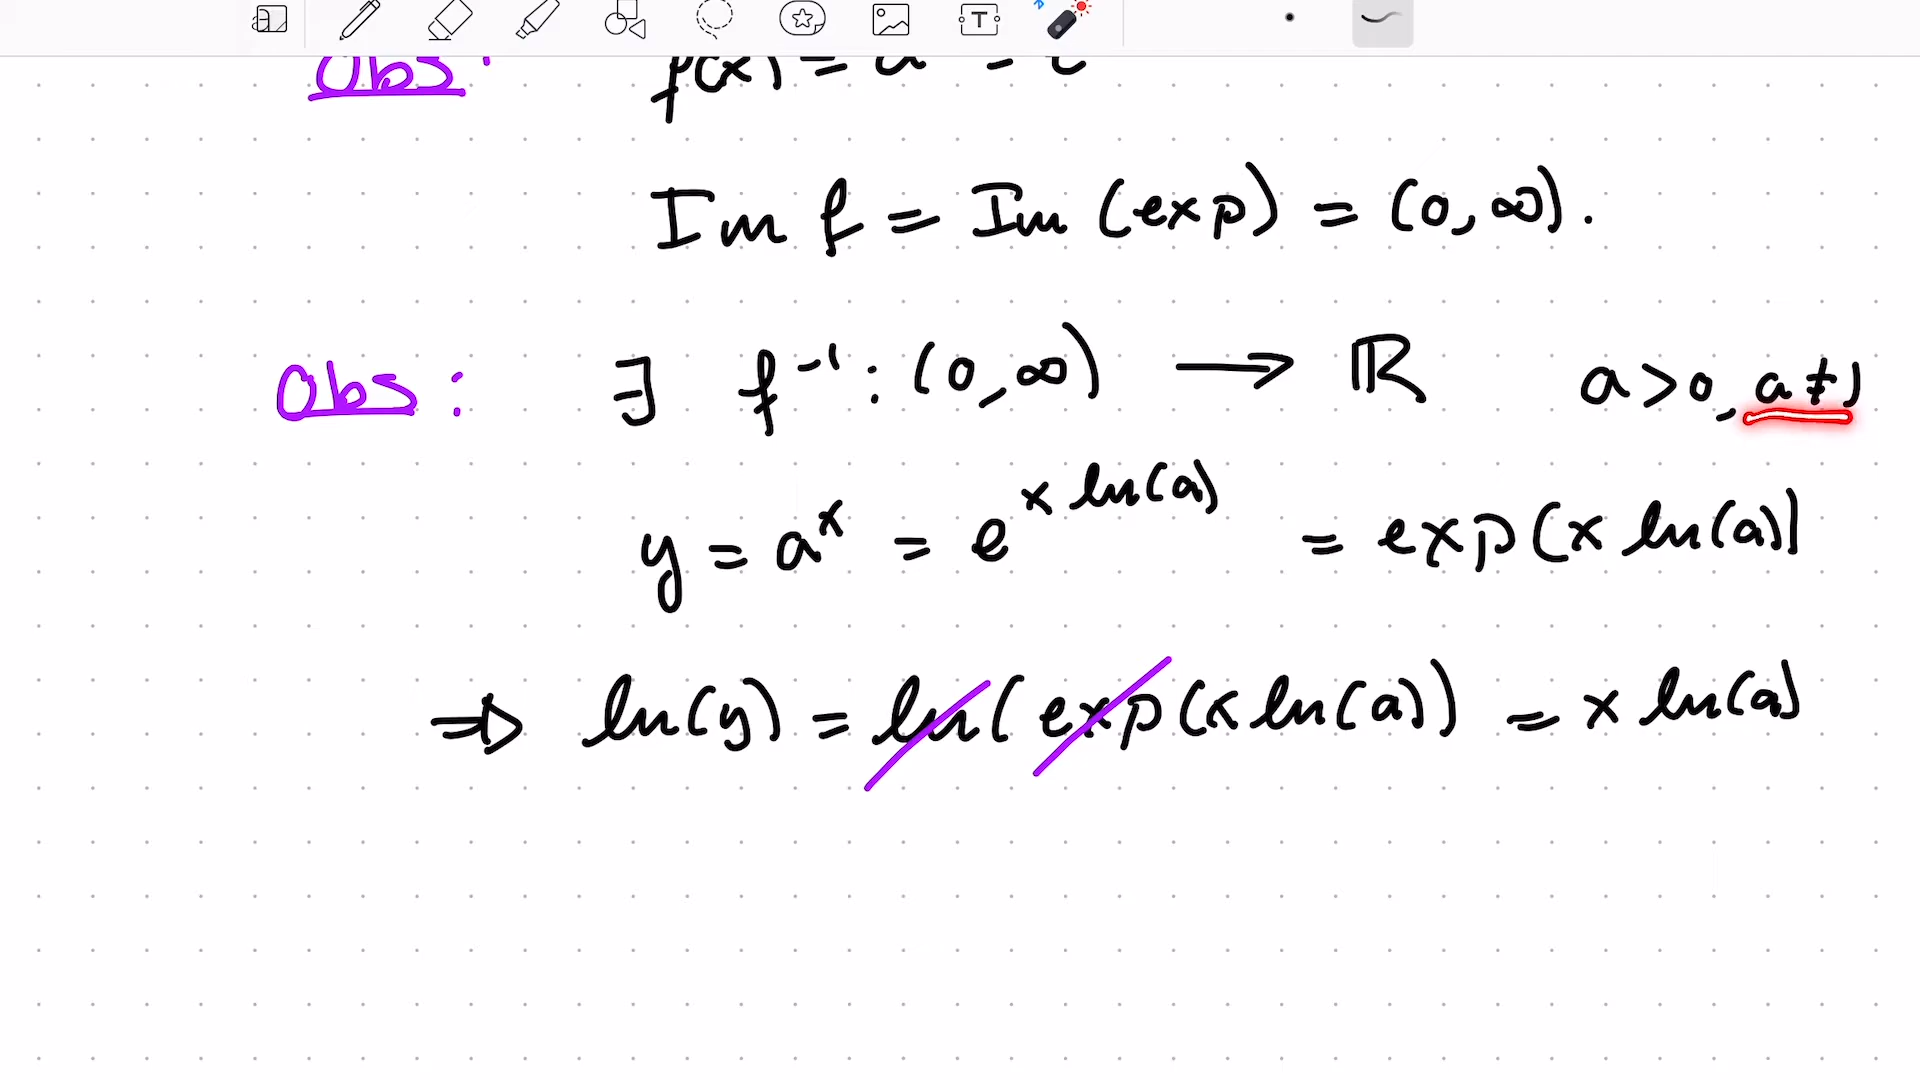 Obs:
f(x) = a
Im f = Im (exp) = (0, ∞).
Obs: ∃ f⁻¹: (0, ∞) → ℝ a > 0, a ≠ 1
y = aˣ = e^{x ln(a)} = exp(x ln(a))
⇒ ln(y) = ln(exp(x ln(a)) = x ln(a)